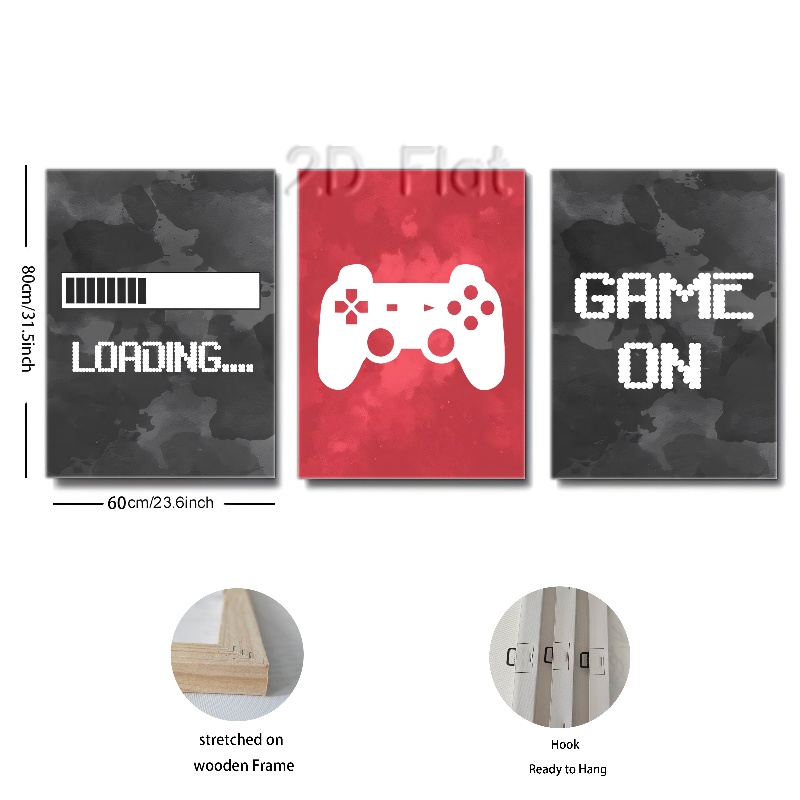 2D Flat
LOADING....
GAME
ON
80cm/31.5inch
60cm/23.6inch
stretched on
wooden Frame
Hook
Ready to Hang